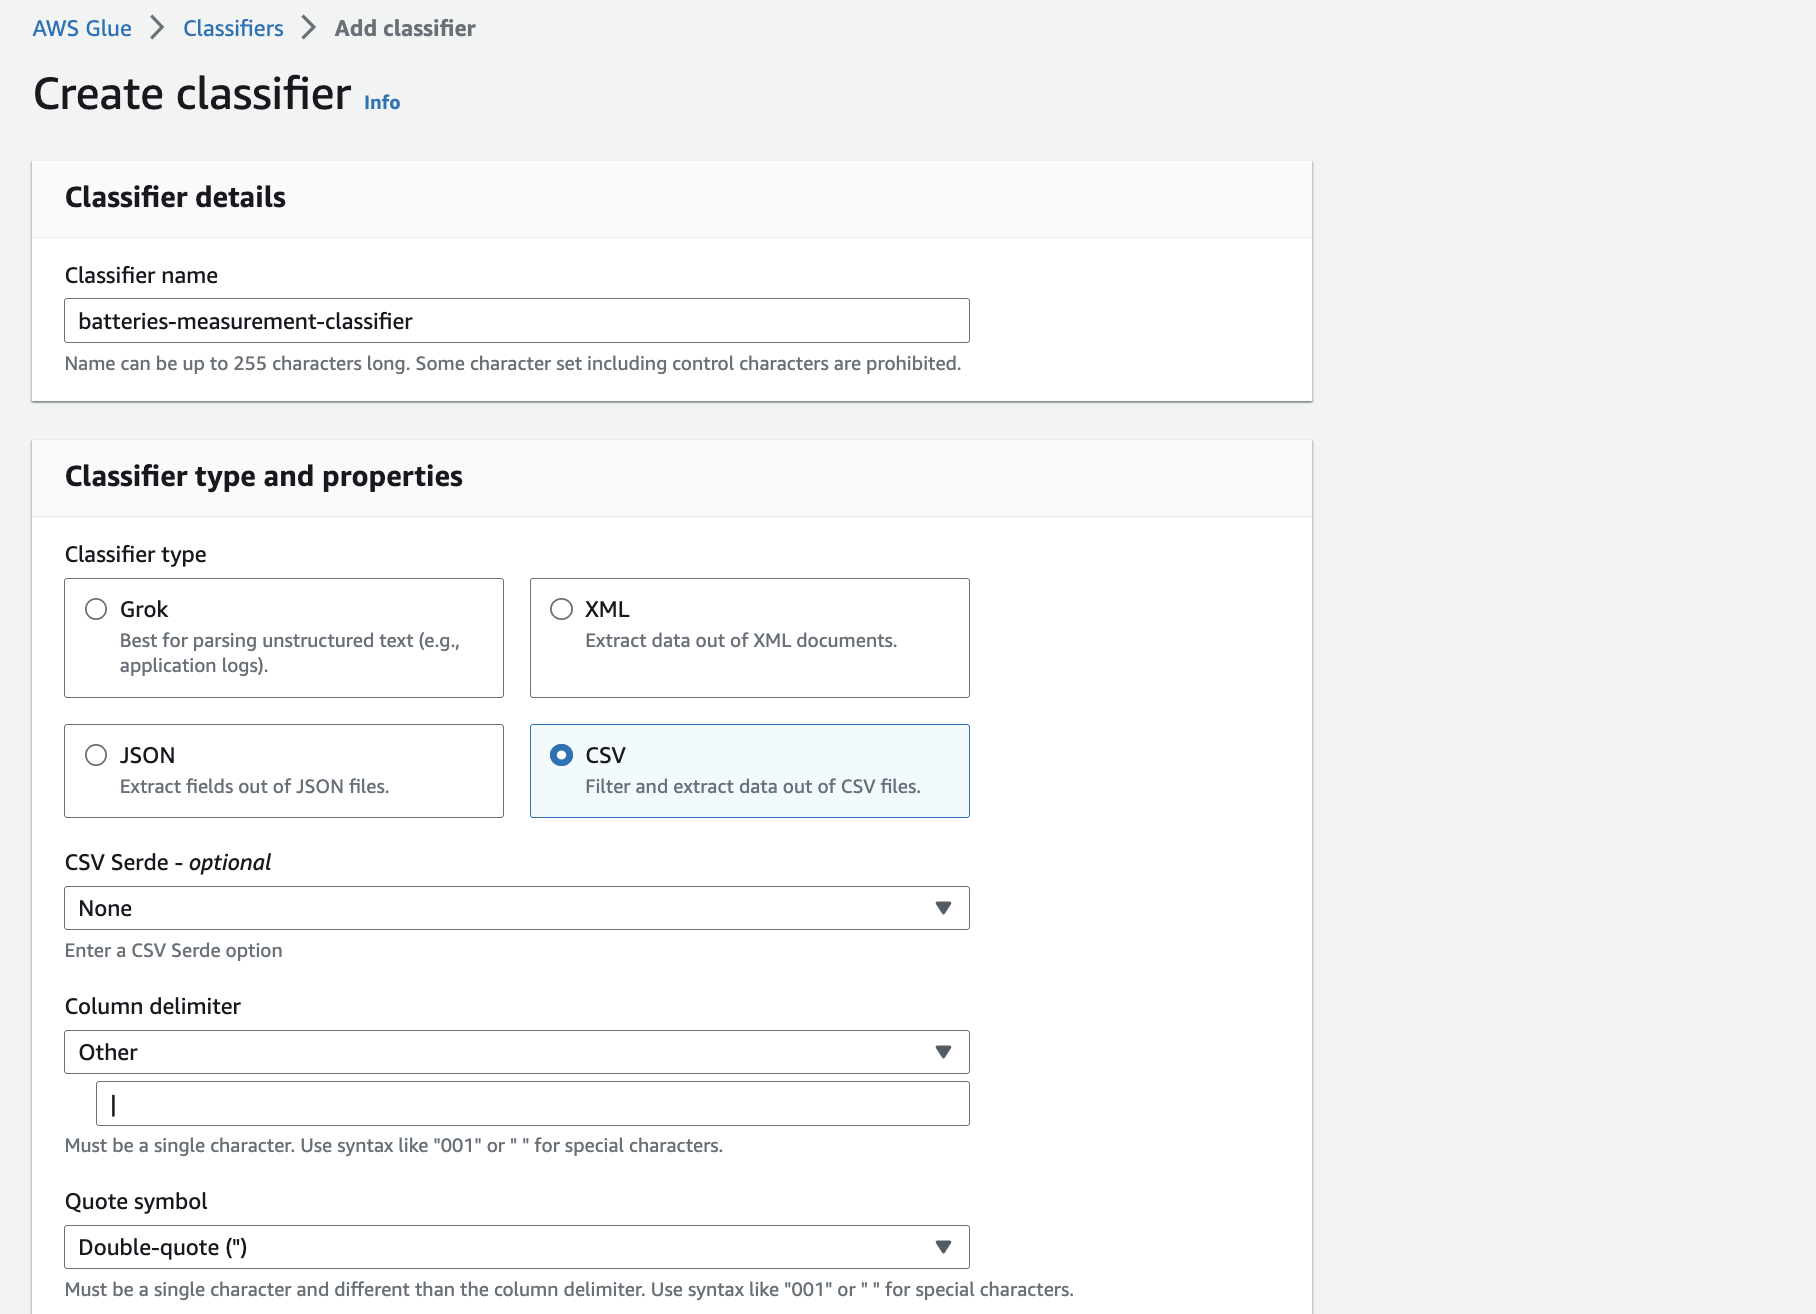 AWS Glue > Classifiers > Add classifier
Create classifier Info
Classifier details
Classifier name
batteries-measurement-classifier
Name can be up to 255 characters long. Some character set including control characters are prohibited.
Classifier type and properties
Classifier type
Grok
Best for parsing unstructured text (e.g.,
application logs).
XML
Extract data out of XML documents.
JSON
Extract fields out of JSON files.
CSV
Filter and extract data out of CSV files.
CSV Serde - optional
None
Enter a CSV Serde option
Column delimiter
Other
|
Must be a single character. Use syntax like "001" or " " for special characters.
Quote symbol
Double-quote (")
Must be a single character and different than the column delimiter. Use syntax like "001" or " " for special characters.